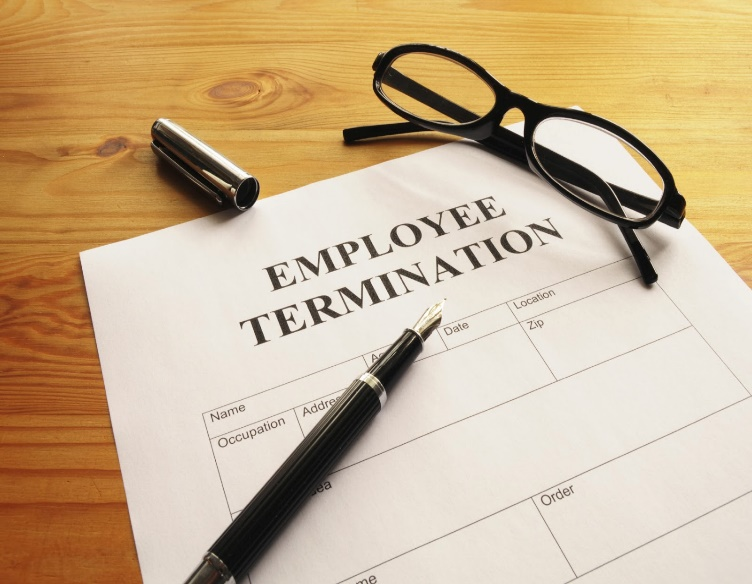 EMPLOYEE
TERMINATION
Name Date Location
Occupation Zip
Order